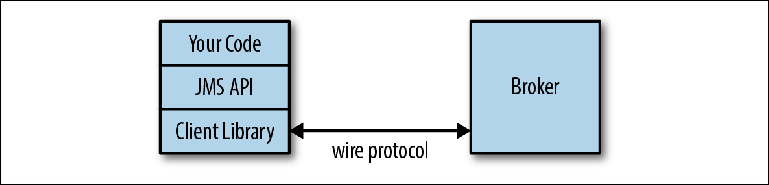 Your Code
JMS API
Client Library
wire protocol
Broker